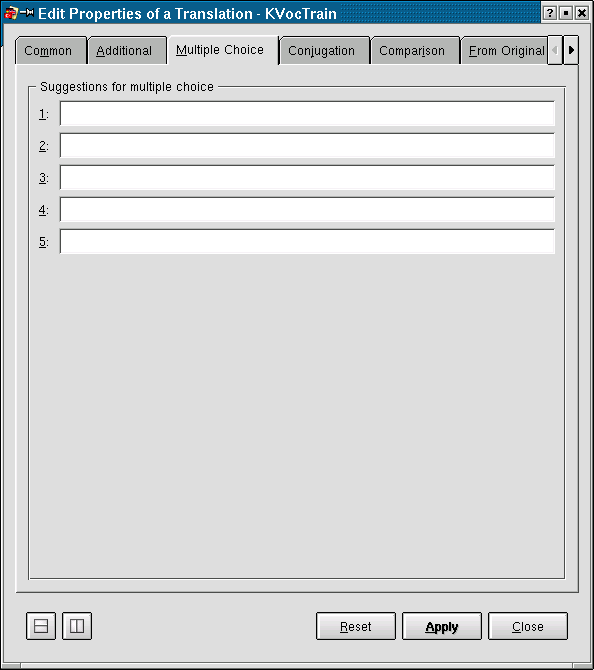 Edit Properties of a Translation - KVocTrain
Common Additional Multiple Choice Conjugation Comparison From Original
Suggestions for multiple choice
1:
2:
3:
4:
5:
Reset Apply Close